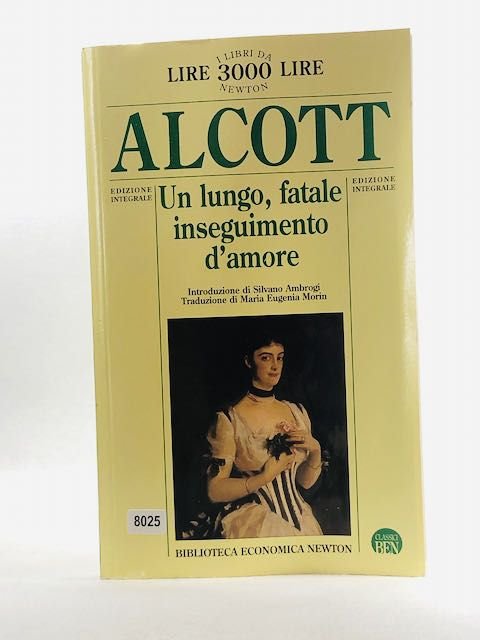 I LIBRI DA
LIRE 3000 LIRE
NEWTON
ALCOTT
EDIZIONE
INTEGRALE
Un lungo, fatale
inseguimento
d'amore
EDIZIONE
INTEGRALE
Introduzione di Silvano Ambrogi
Traduzione di Maria Eugenia Morin
8025
BIBLIOTECA ECONOMICA NEWTON
CLASSICI
BEN